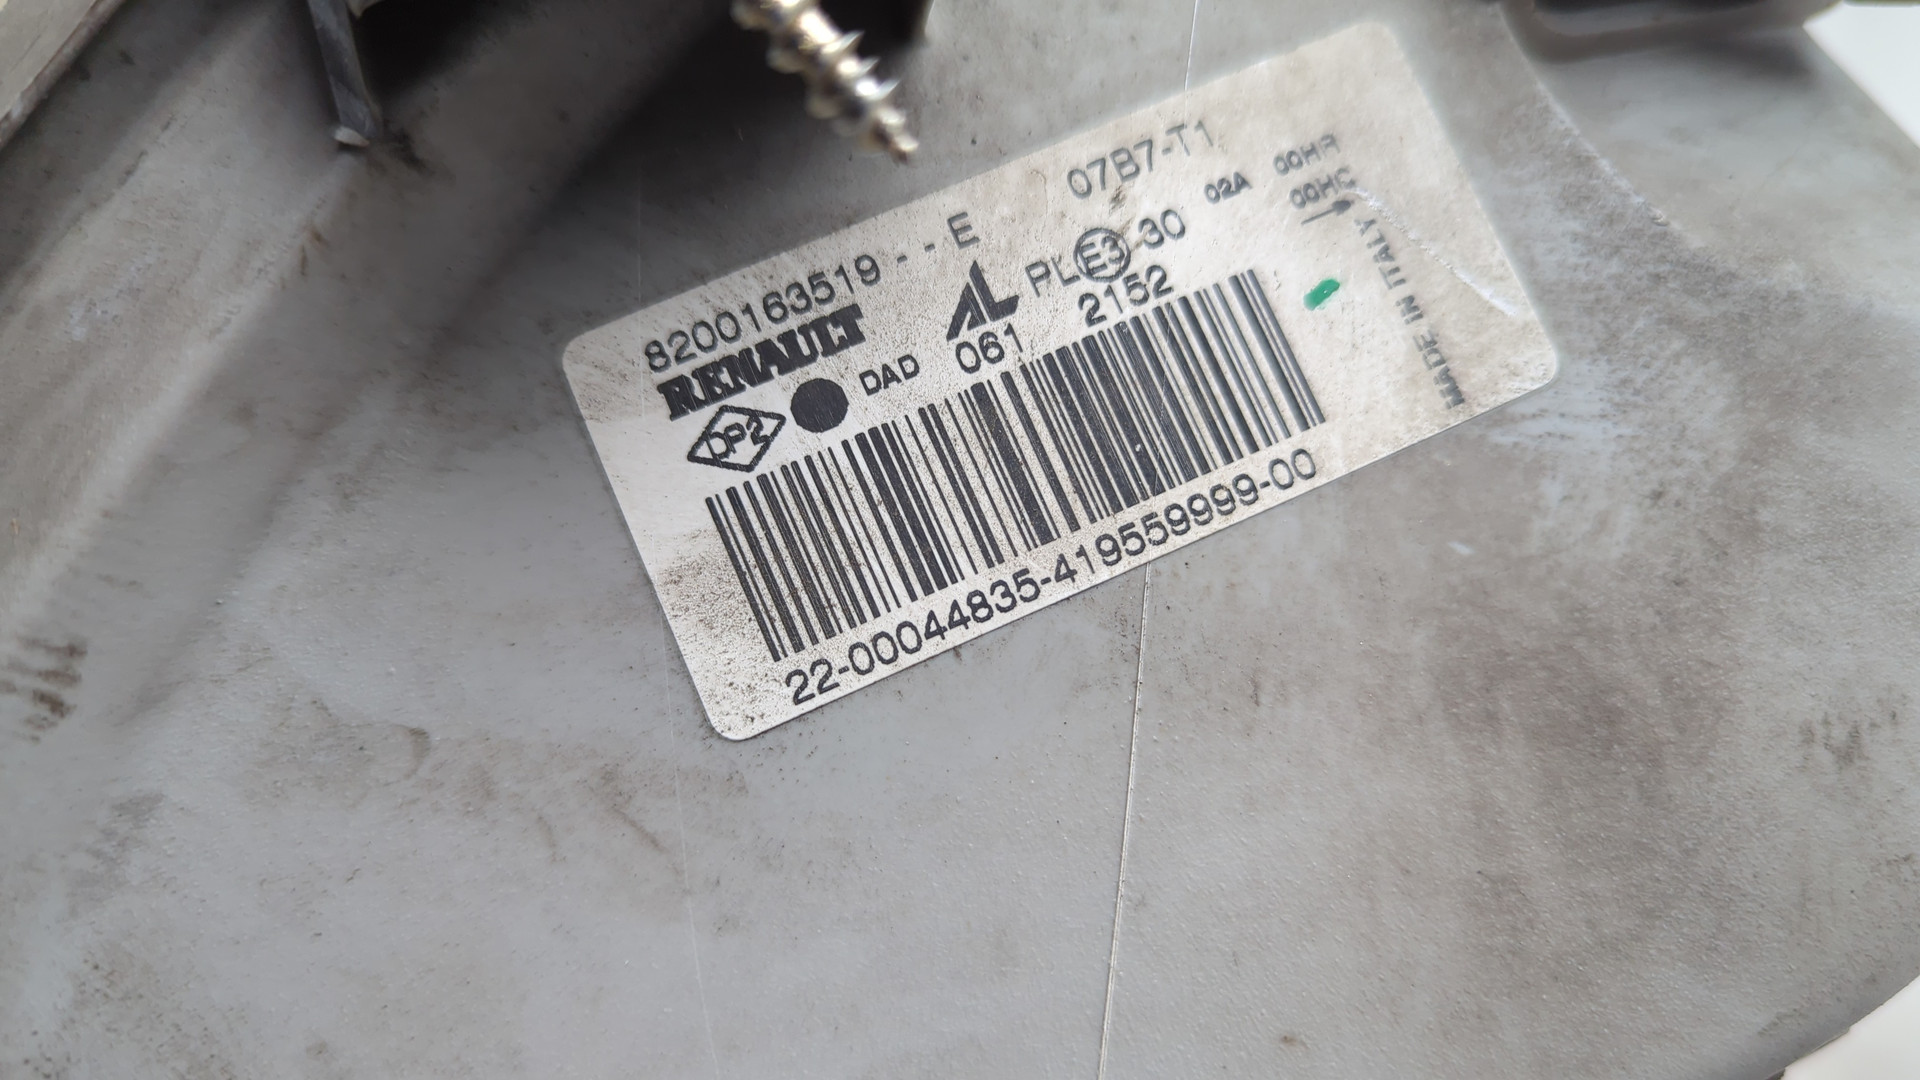 8200163519 - - E 07B7-T1
RENAULT AL PL E3 30 02A 00HR
DP2 DAD 061 2152 00HC
MADE IN ITALY
22-00044835-419559999-00